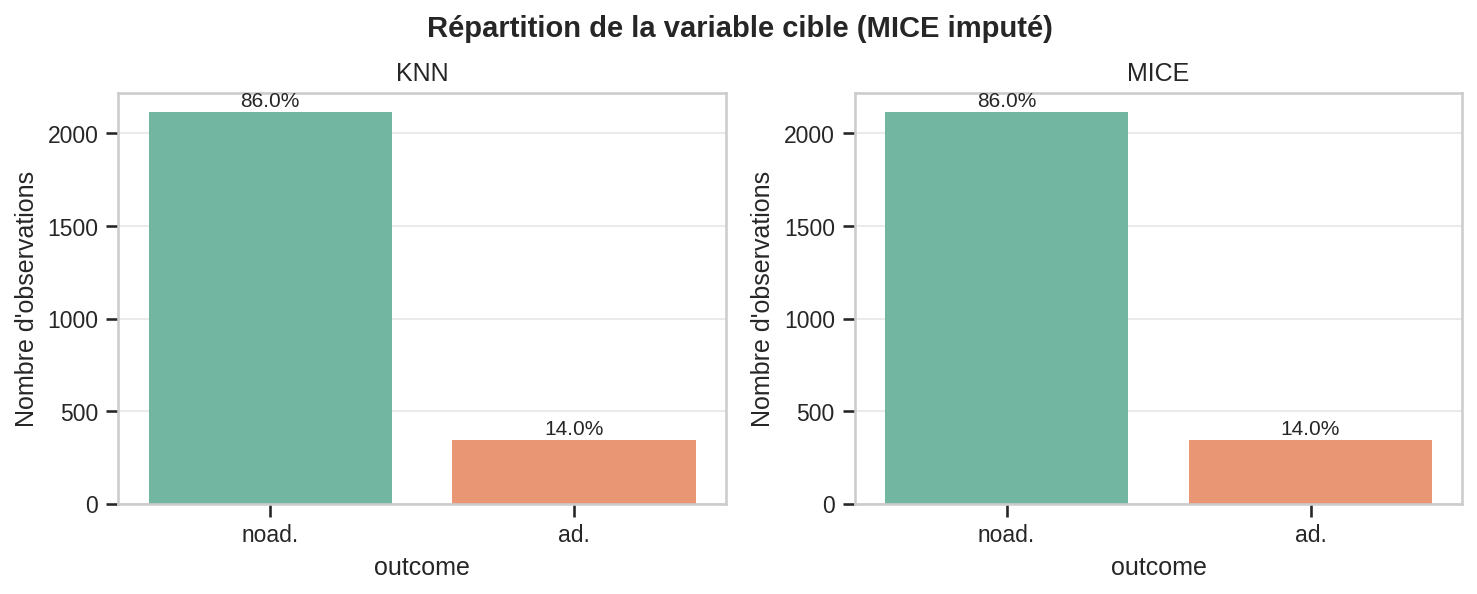 Répartition de la variable cible (MICE imputé)
KNN
86.0%
14.0%
2000
1500
1000
500
0
Nombre d'observations
noad.
ad.
outcome
MICE
86.0%
14.0%
2000
1500
1000
500
0
Nombre d'observations
noad.
ad.
outcome